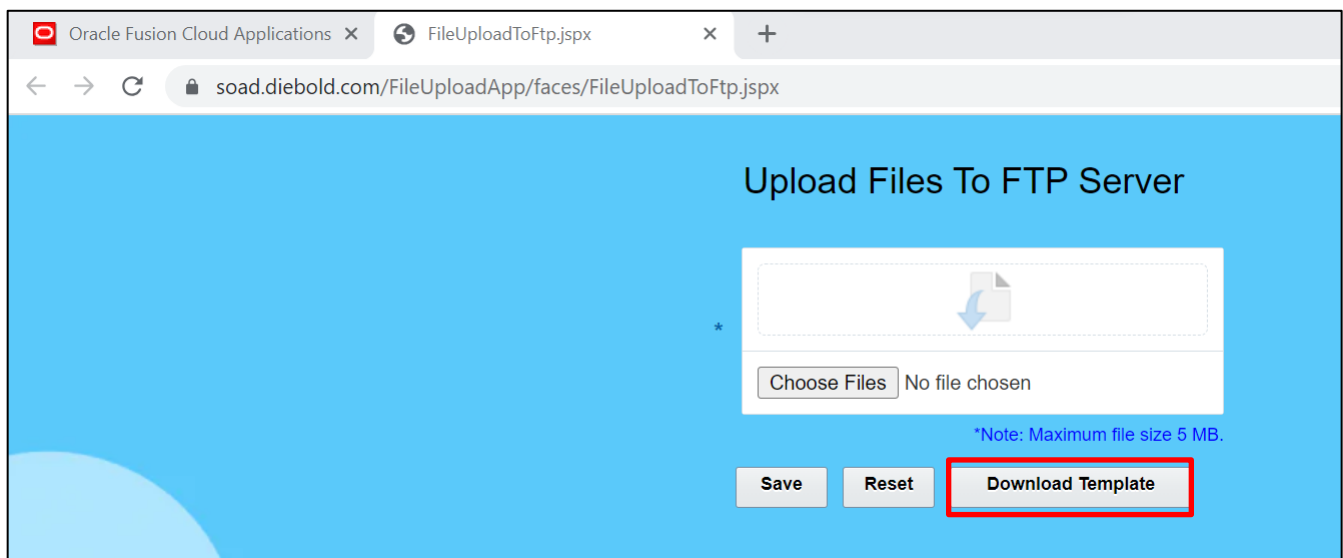 Oracle Fusion Cloud Applications
FileUploadToFtp.jspx
soad.diebold.com/FileUploadApp/faces/FileUploadToFtp.jspx
Upload Files To FTP Server
*
Choose Files No file chosen
*Note: Maximum file size 5 MB.
Save Reset Download Template